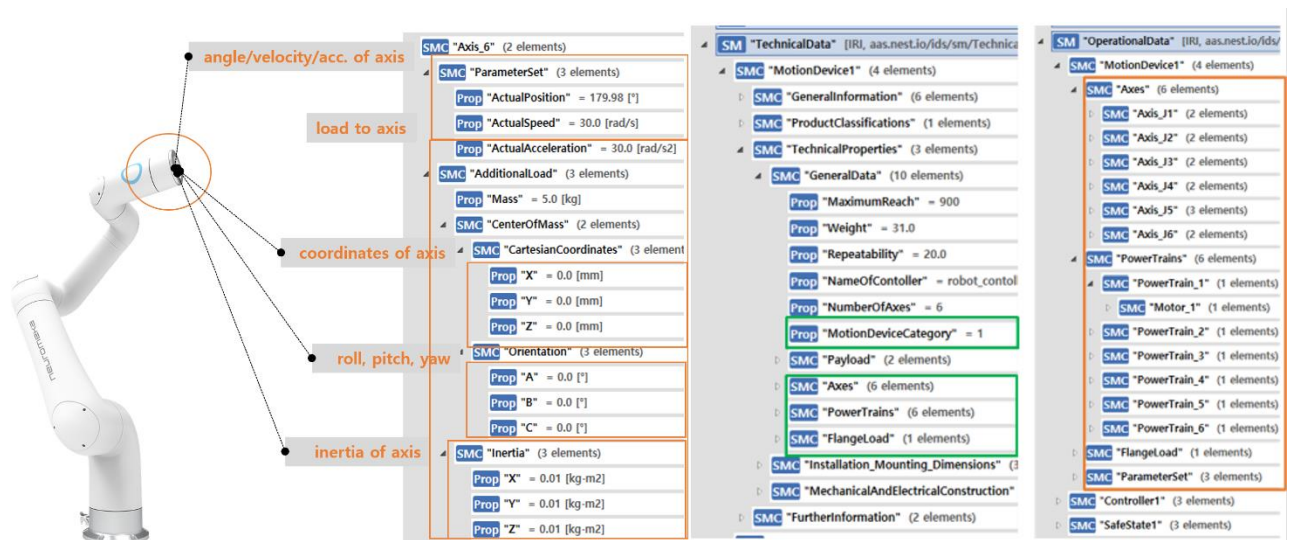 neuromeka
angle/velocity/acc. of axis
load to axis
coordinates of axis
roll, pitch, yaw
inertia of axis
SMC "Axis_6" (2 elements)
SMC "ParameterSet" (3 elements)
Prop "ActualPosition" = 179.98 [°]
Prop "ActualSpeed" = 30.0 [rad/s]
Prop "ActualAcceleration" = 30.0 [rad/s2]
SMC "AdditionalLoad" (3 elements)
Prop "Mass" = 5.0 [kg]
SMC "CenterOfMass" (2 elements)
SMC "CartesianCoordinates" (3 element
Prop "X" = 0.0 [mm]
Prop "Y" = 0.0 [mm]
Prop "Z" = 0.0 [mm]
SMC "Orientation" (3 elements)
Prop "A" = 0.0 [°]
Prop "B" = 0.0 [°]
Prop "C" = 0.0 [°]
SMC "Inertia" (3 elements)
Prop "X" = 0.01 [kg·m2]
Prop "Y" = 0.01 [kg·m2]
Prop "Z" = 0.01 [kg·m2]
SM "TechnicalData" [IRI, aas.nest.io/ids/sm/Technica
SMC "MotionDevice1" (4 elements)
SMC "GeneralInformation" (6 elements)
SMC "ProductClassifications" (1 elements)
SMC "TechnicalProperties" (3 elements)
SMC "GeneralData" (10 elements)
Prop "MaximumReach" = 900
Prop "Weight" = 31.0
Prop "Repeatability" = 20.0
Prop "NameOfContoller" = robot_contoll
Prop "NumberOfAxes" = 6
Prop "MotionDeviceCategory" = 1
SMC "Payload" (2 elements)
SMC "Axes" (6 elements)
SMC "PowerTrains" (6 elements)
SMC "FlangeLoad" (1 elements)
SMC "Installation_Mounting_Dimensions" (3
SMC "MechanicalAndElectricalConstruction"
SMC "FurtherInformation" (2 elements)
SM "OperationalData" [IRI, aas.nest.io/ids/
SMC "MotionDevice1" (4 elements)
SMC "Axes" (6 elements)
SMC "Axis_J1" (2 elements)
SMC "Axis_J2" (2 elements)
SMC "Axis_J3" (2 elements)
SMC "Axis_J4" (2 elements)
SMC "Axis_J5" (3 elements)
SMC "Axis_J6" (2 elements)
SMC "PowerTrains" (6 elements)
SMC "PowerTrain_1" (1 elements)
SMC "Motor_1" (1 elements)
SMC "PowerTrain_2" (1 elements)
SMC "PowerTrain_3" (1 elements)
SMC "PowerTrain_4" (1 elements)
SMC "PowerTrain_5" (1 elements)
SMC "PowerTrain_6" (1 elements)
SMC "FlangeLoad" (1 elements)
SMC "ParameterSet" (3 elements)
SMC "Controller1" (3 elements)
SMC "SafeState1" (3 elements)